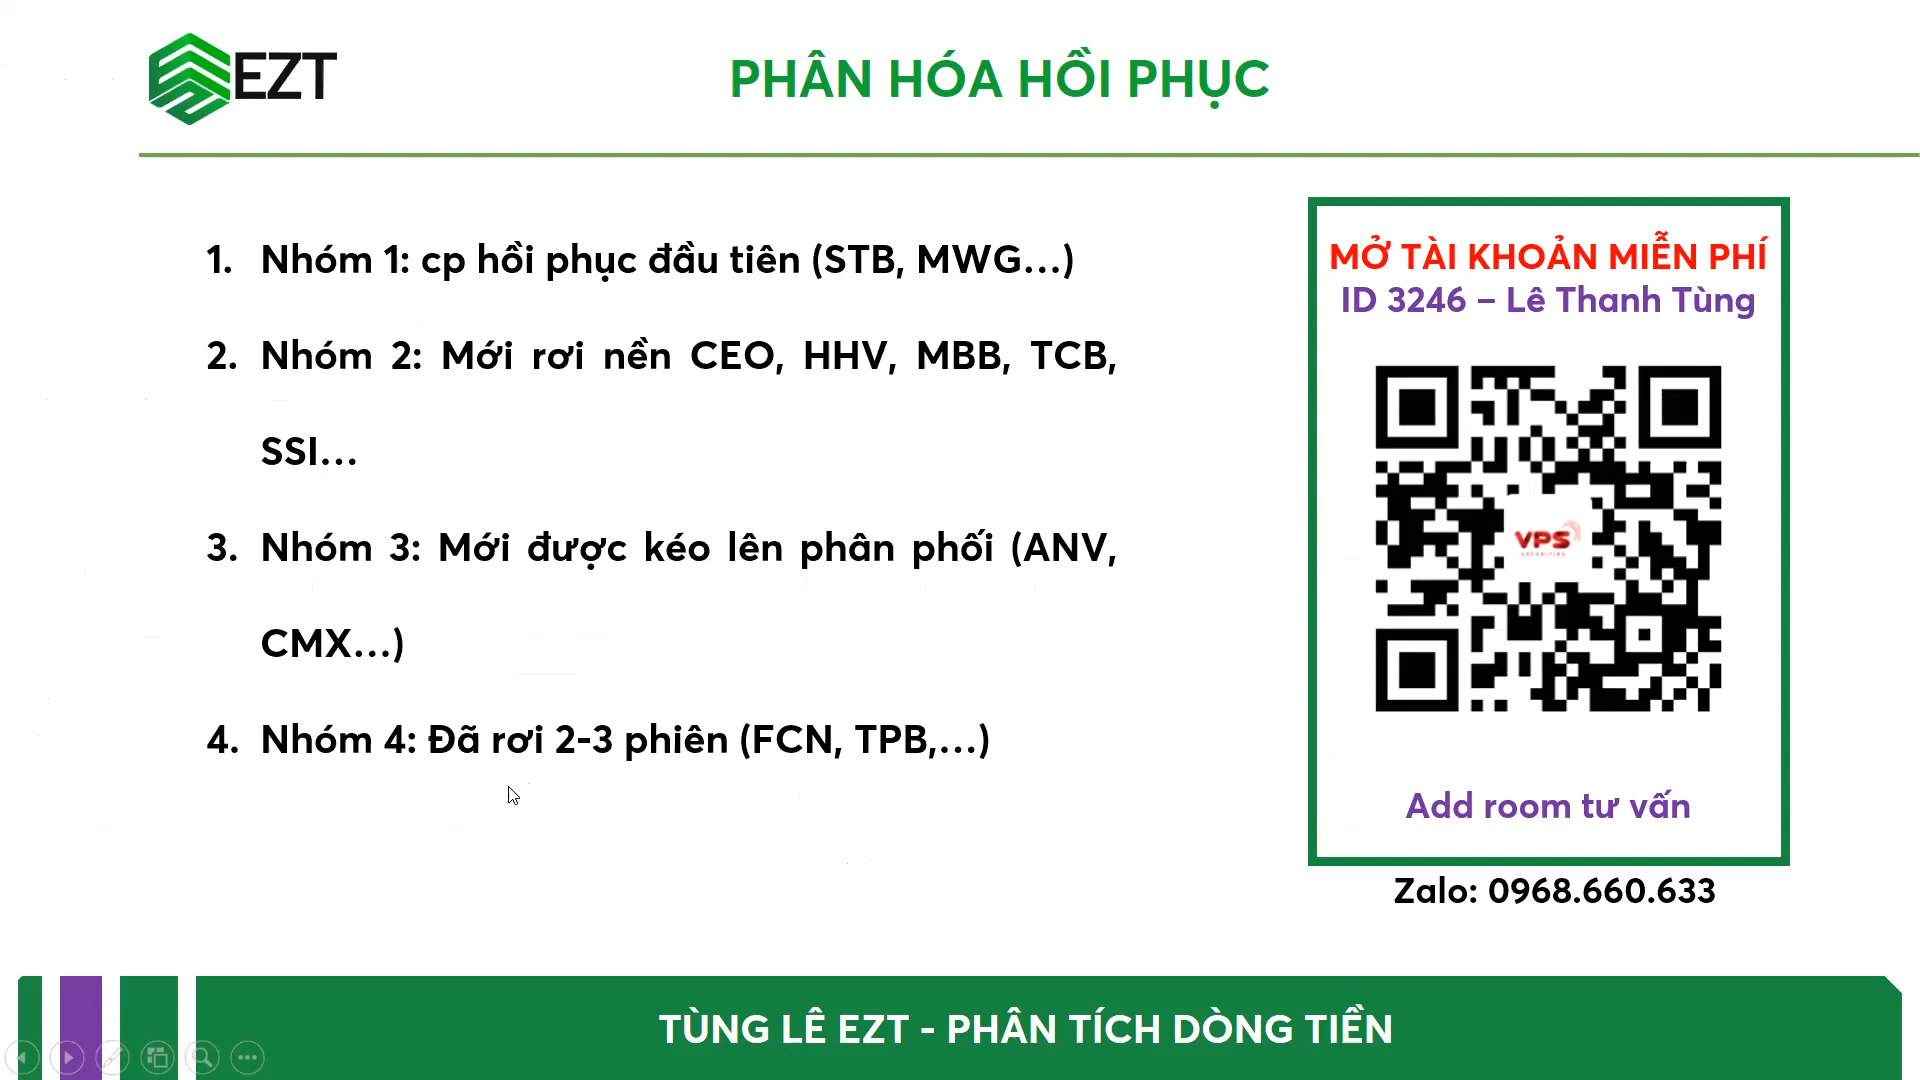 EZT
PHÂN HÓA HỒI PHỤC
1. Nhóm 1: cp hồi phục đầu tiên (STB, MWG...)
2. Nhóm 2: Mới rơi nền CEO, HHV, MBB, TCB,
SSI...
3. Nhóm 3: Mới được kéo lên phân phối (ANV,
CMX...)
4. Nhóm 4: Đã rơi 2-3 phiên (FCN, TPB,...)
MỞ TÀI KHOẢN MIỄN PHÍ
ID 3246 – Lê Thanh Tùng
VPS
Add room tư vấn
Zalo: 0968.660.633
TÙNG LÊ EZT - PHÂN TÍCH DÒNG TIỀN